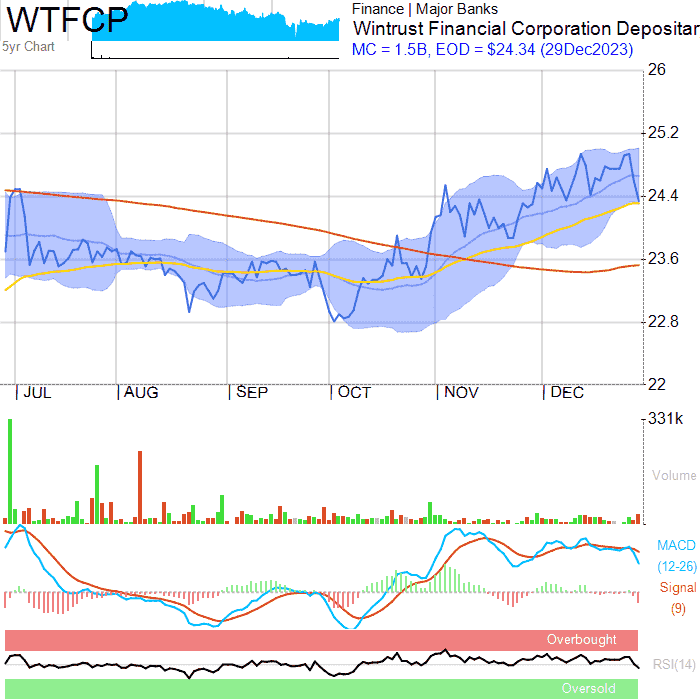 WTFCP
5yr Chart
Finance | Major Banks
Wintrust Financial Corporation Depositar
MC = 1.5B, EOD = $24.34 (29Dec2023)
26
25.2
24.4
23.6
22.8
22
| JUL | AUG | SEP | OCT | NOV | DEC
331k
Volume
MACD
(12-26)
Signal
(9)
Overbought
RSI(14)
Oversold